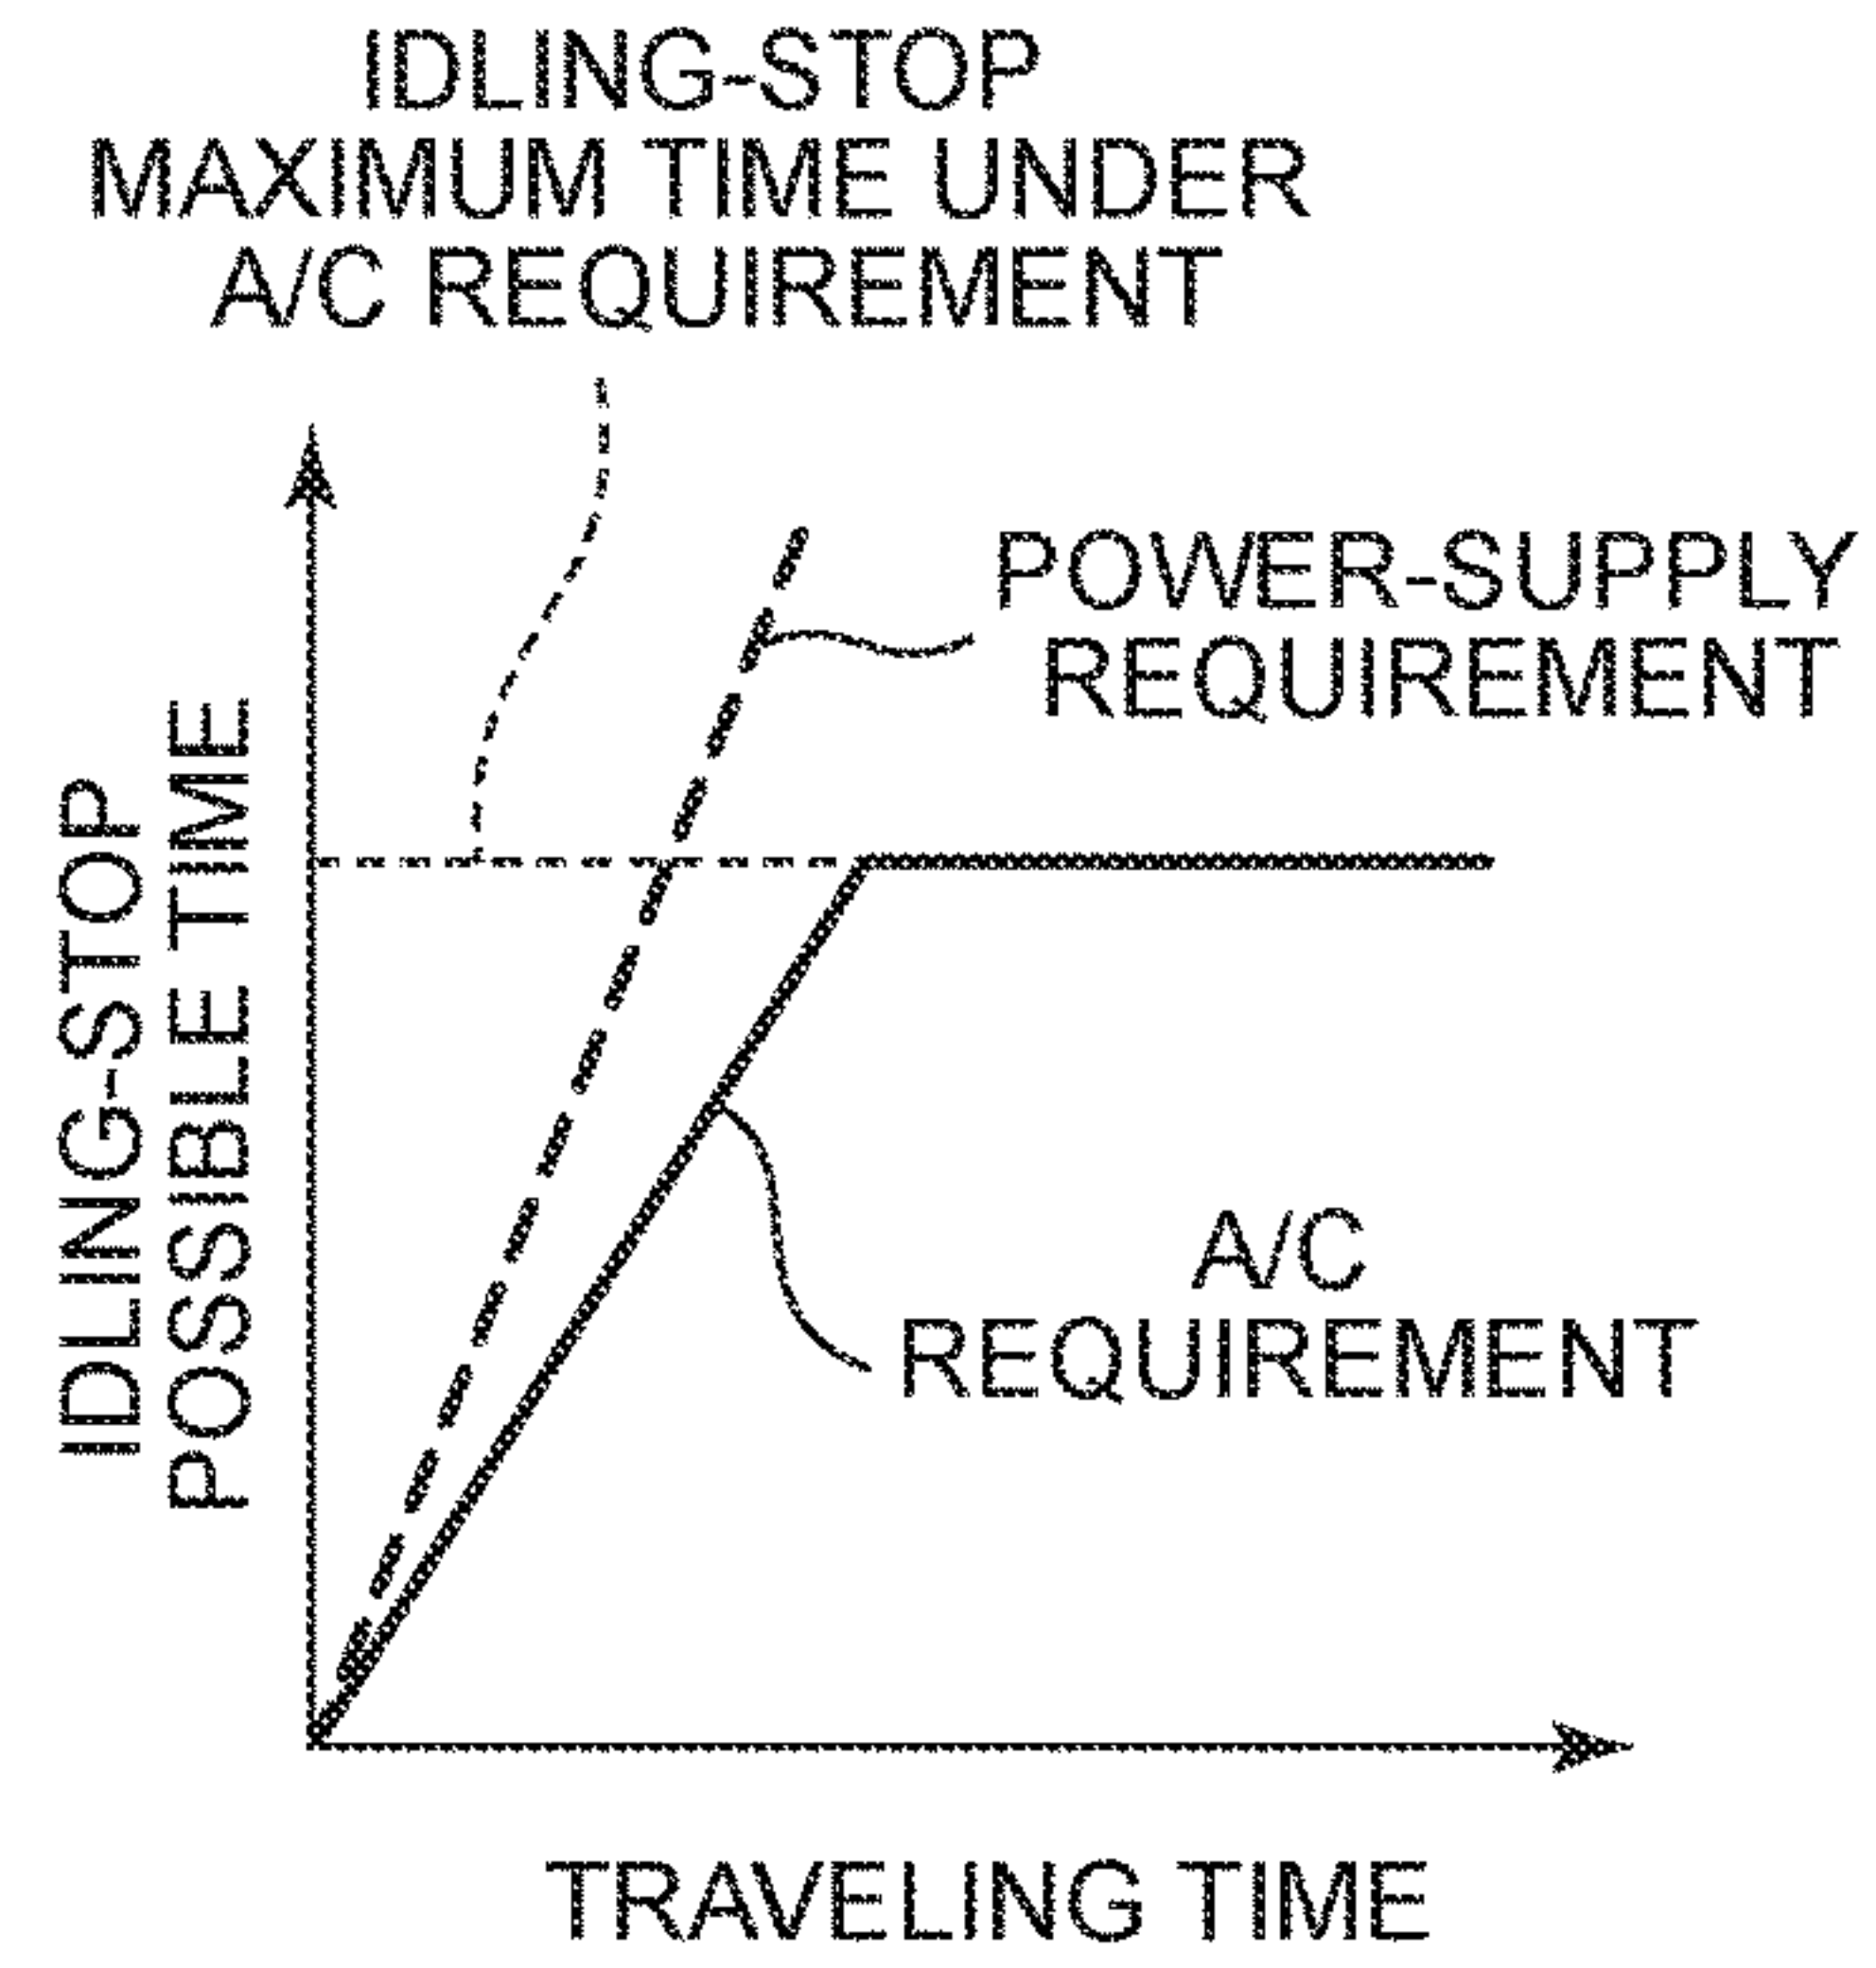 IDLING-STOP
MAXIMUM TIME UNDER
A/C REQUIREMENT
POWER-SUPPLY
REQUIREMENT
IDLING-STOP
POSSIBLE TIME
A/C
REQUIREMENT
TRAVELING TIME